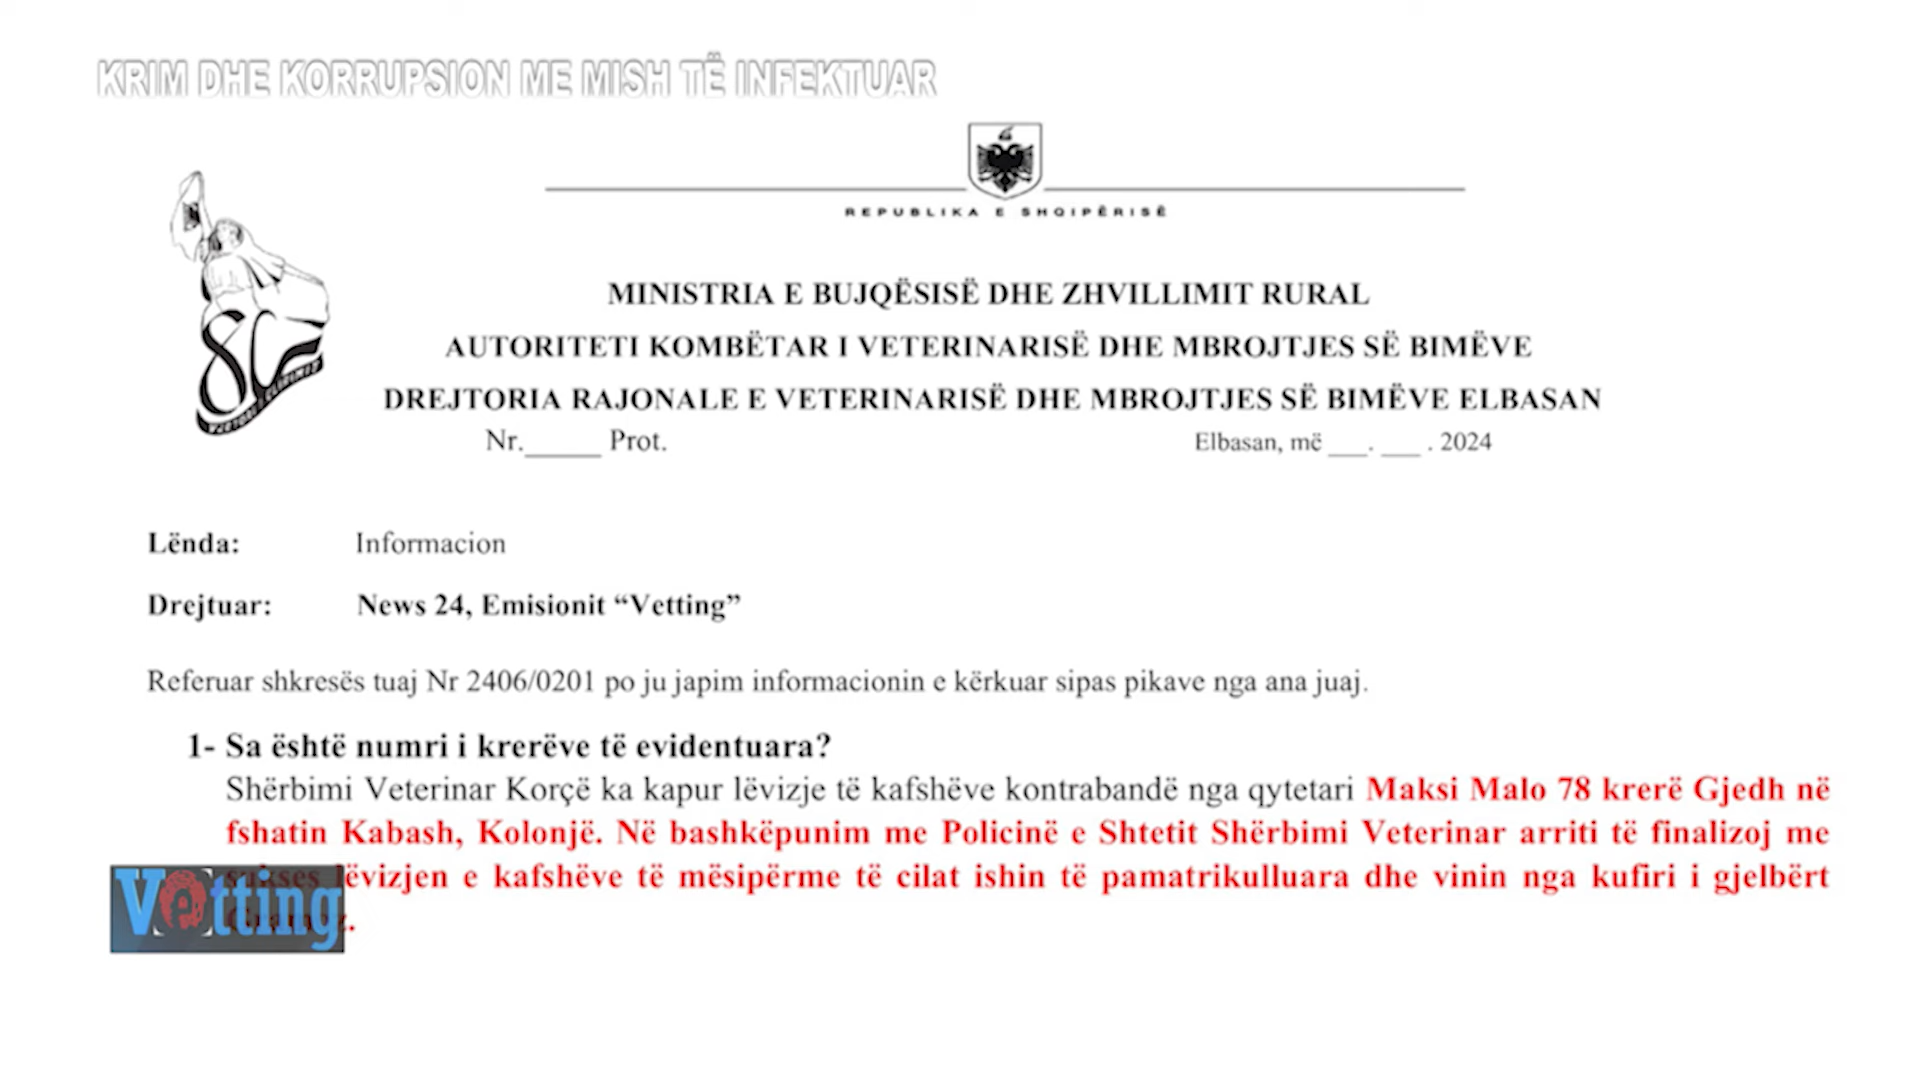 KRIM DHE KORRUPSION ME MISH TË INFEKTUAR
REPUBLIKA E SHQIPËRISË
MINISTRIA E BUJQËSISË DHE ZHVILLIMIT RURAL
AUTORITETI KOMBËTAR I VETERINARISË DHE MBROJTJES SË BIMËVE
DREJTORIA RAJONALE E VETERINARISË DHE MBROJTJES SË BIMËVE ELBASAN
80
Nr.______ Prot.
Elbasan, më ___. ___ . 2024
Lënda: Informacion
Drejtuar: News 24, Emisionit “Vetting”
Referuar shkresës tuaj Nr 2406/0201 po ju japim informacionin e kërkuar sipas pikave nga ana juaj.
1- Sa është numri i krerëve të evidentuara?
Shërbimi Veterinar Korçë ka kapur lëvizje të kafshëve kontrabandë nga qytetari Maksi Malo 78 krerë Gjedh në
fshatin Kabash, Kolonjë. Në bashkëpunim me Policinë e Shtetit Shërbimi Veterinar arriti të finalizoj me
sukses lëvizjen e kafshëve të mësipërme të cilat ishin të pamatrikulluara dhe vinin nga kufiri i gjelbërt
Vetting